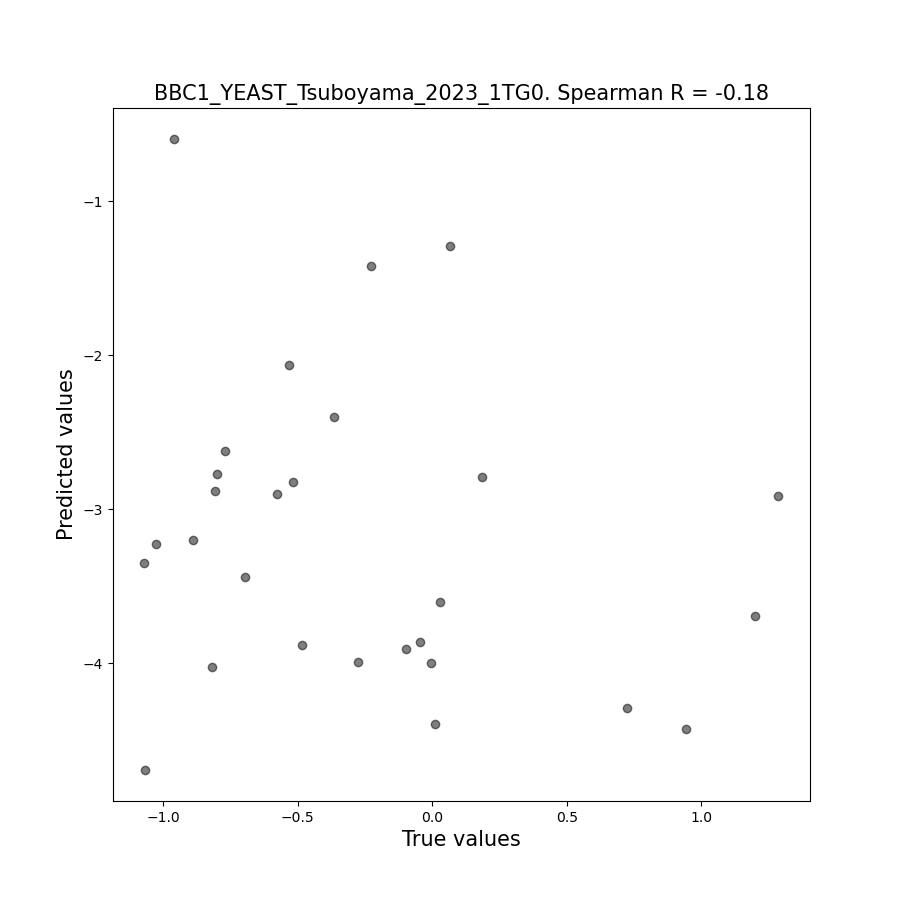 BBC1_YEAST_Tsuboyama_2023_1TG0. Spearman R = -0.18
Predicted values
−1
−2
−3
−4
−1.0 −0.5 0.0 0.5 1.0
True values